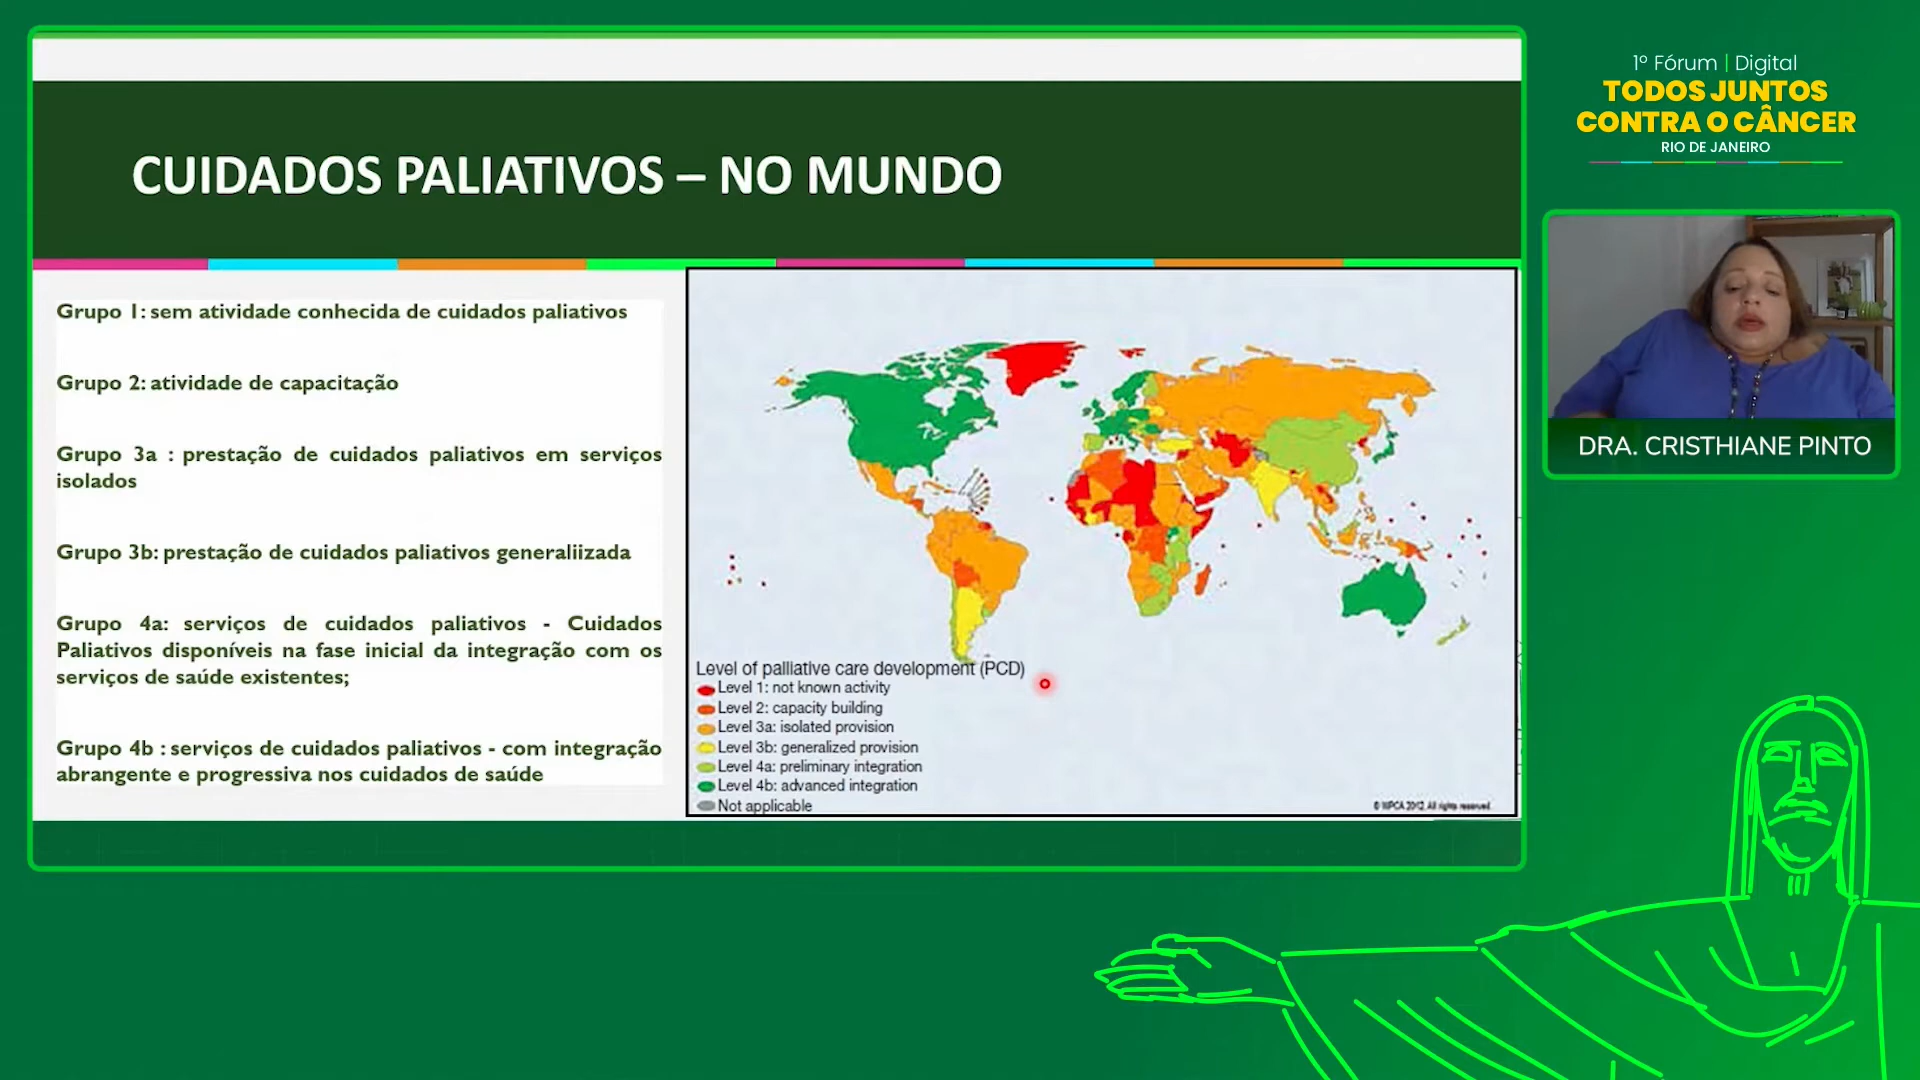 1º Fórum | Digital
TODOS JUNTOS
CONTRA O CÂNCER
RIO DE JANEIRO
CUIDADOS PALIATIVOS – NO MUNDO
Grupo 1: sem atividade conhecida de cuidados paliativos
Grupo 2: atividade de capacitação
Grupo 3a : prestação de cuidados paliativos em serviços
isolados
Grupo 3b: prestação de cuidados paliativos generaliizada
Grupo 4a: serviços de cuidados paliativos - Cuidados
Paliativos disponíveis na fase inicial da integração com os
serviços de saúde existentes;
Grupo 4b : serviços de cuidados paliativos - com integração
abrangente e progressiva nos cuidados de saúde
Level of palliative care development (PCD)
Level 1: not known activity
Level 2: capacity building
Level 3a: isolated provision
Level 3b: generalized provision
Level 4a: preliminary integration
Level 4b: advanced integration
Not applicable
© WPCA 2012. All rights reserved.
DRA. CRISTHIANE PINTO